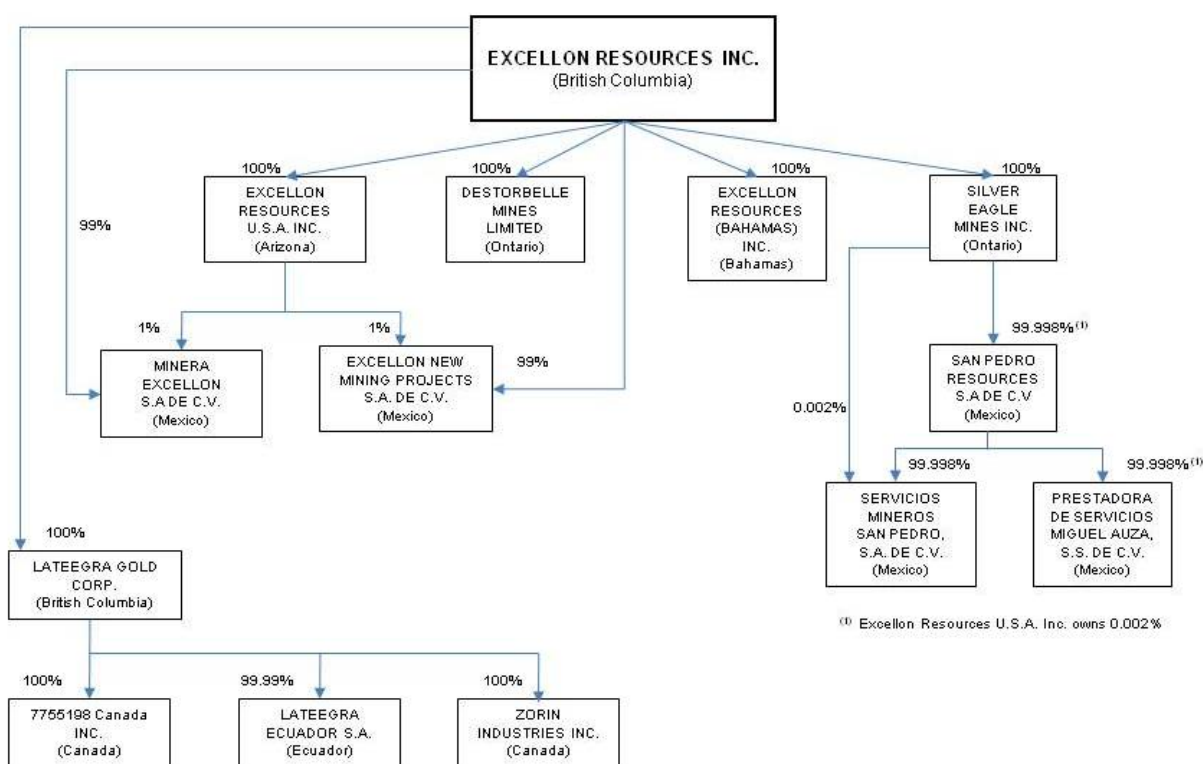 EXCELLON RESOURCES INC.
(British Columbia)
100%
100%
100%
100%
EXCELLON
RESOURCES
U.S.A. INC.
(Arizona)
DESTORBELLE
MINES
LIMITED
(Ontario)
EXCELLON
RESOURCES
(BAHAMAS)
INC.
(Bahamas)
SILVER
EAGLE
MINES INC.
(Ontario)
99%
1%
1%
99.998%(1)
MINERA
EXCELLON
S.A DE C.V.
(Mexico)
EXCELLON NEW
MINING PROJECTS
S.A. DE C.V.
(Mexico)
99%
SAN PEDRO
RESOURCES
S.A DE C.V
(Mexico)
0.002%
99.998%
99.998%(1)
SERVICIOS
MINEROS
SAN PEDRO,
S.A. DE C.V.
(Mexico)
PRESTADORA
DE SERVICIOS
MIGUEL AUZA,
S.S. DE C.V.
(Mexico)
100%
LATEEGRA GOLD
CORP.
(British Columbia)
(1) Excellon Resources U.S.A. Inc. owns 0.002%
100%
99.99%
100%
7755198 Canada
INC.
(Canada)
LATEEGRA
ECUADOR S.A.
(Ecuador)
ZORIN
INDUSTRIES INC.
(Canada)